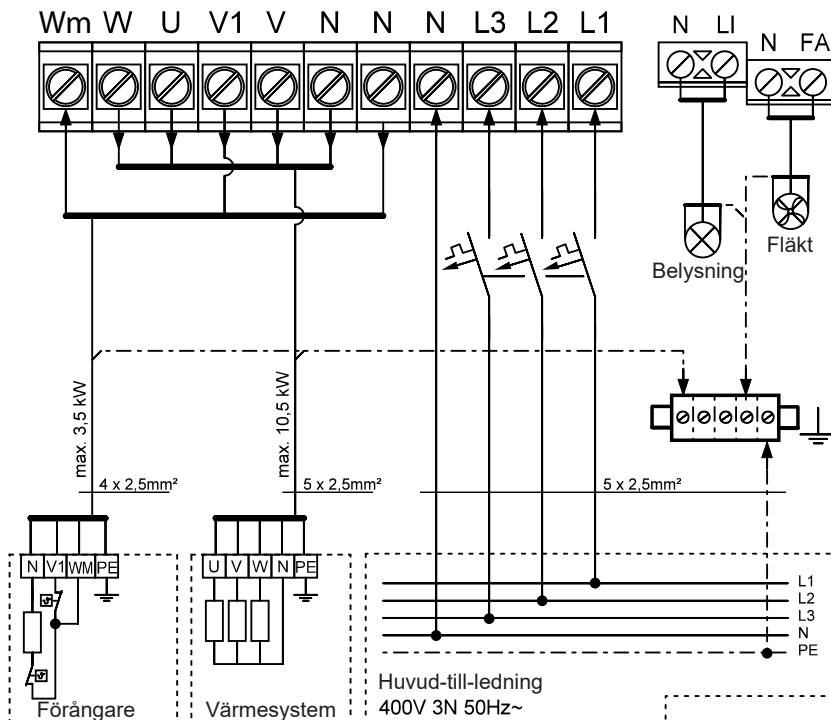 Wm W U V1 V N N N L3 L2 L1
N LI
N FA
Belysning
Fläkt
max. 3,5 kW
max. 10,5 kW
4 x 2,5mm²
5 x 2,5mm²
5 x 2,5mm²
N V1 WM PE
U V W N PE
L1
L2
L3
N
PE
Förångare
Värmesystem
Huvud-till-ledning
400V 3N 50Hz~